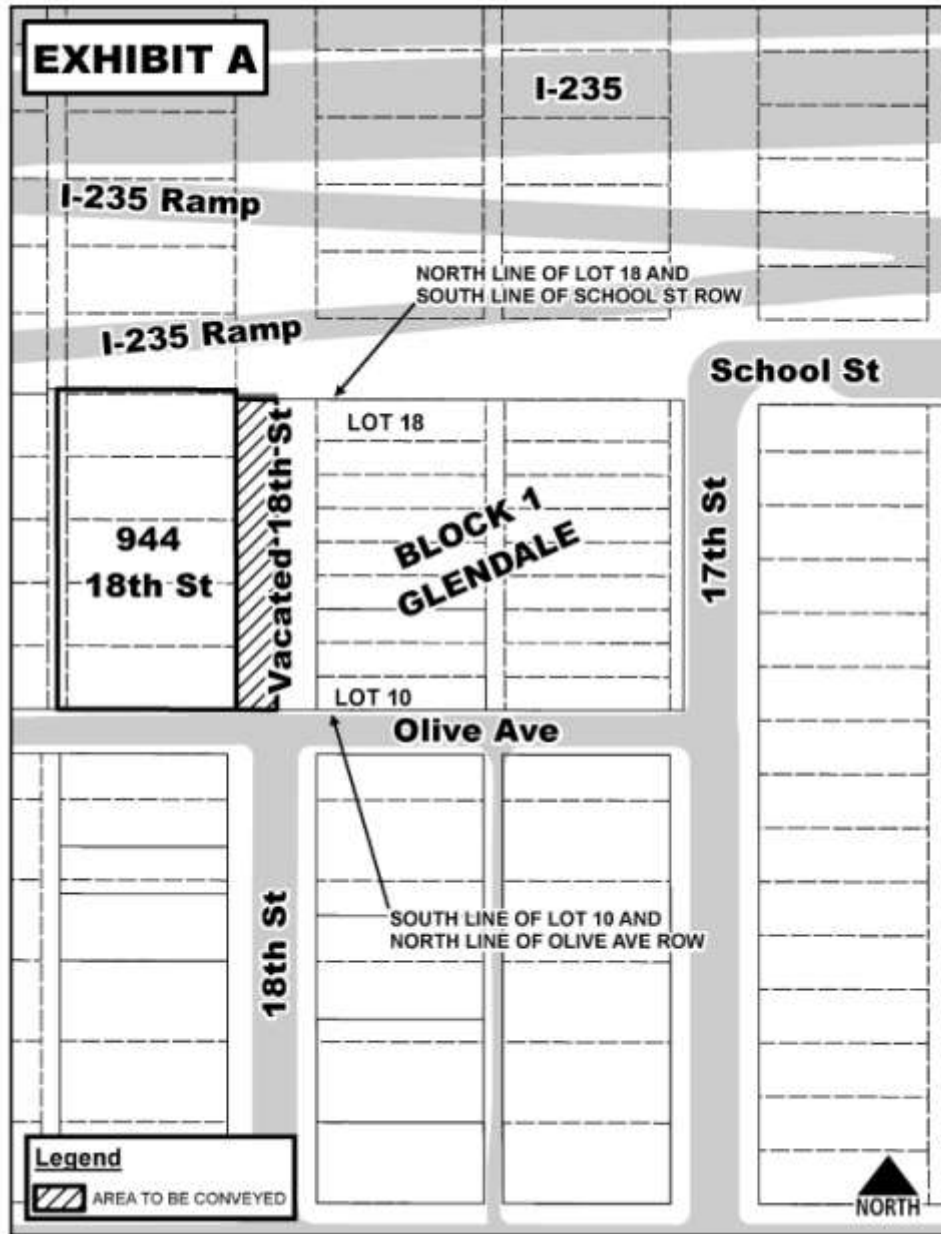 EXHIBIT A
I-235
I-235 Ramp
NORTH LINE OF LOT 18 AND
SOUTH LINE OF SCHOOL ST ROW
I-235 Ramp
School St
LOT 18
Vacated 18th St
BLOCK 1
GLENDALE
944
18th St
17th St
LOT 10
Olive Ave
SOUTH LINE OF LOT 10 AND
NORTH LINE OF OLIVE AVE ROW
18th St
Legend
AREA TO BE CONVEYED
NORTH